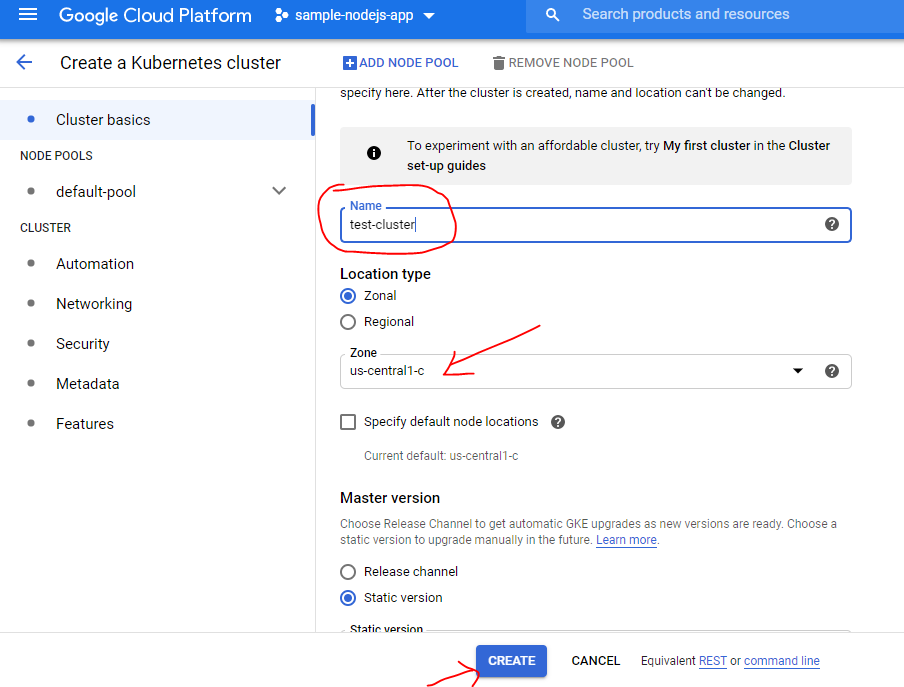 Google Cloud Platform
sample-nodejs-app
Search products and resources
Create a Kubernetes cluster
ADD NODE POOL
REMOVE NODE POOL
Cluster basics
NODE POOLS
default-pool
CLUSTER
Automation
Networking
Security
Metadata
Features
specify here. After the cluster is created, name and location can't be changed.
To experiment with an affordable cluster, try My first cluster in the Cluster
set-up guides
Name
test-cluster
Location type
Zonal
Regional
Zone
us-central1-c
Specify default node locations
Current default: us-central1-c
Master version
Choose Release Channel to get automatic GKE upgrades as new versions are ready. Choose a
static version to upgrade manually in the future. Learn more.
Release channel
Static version
Static version
CREATE
CANCEL
Equivalent REST or command line